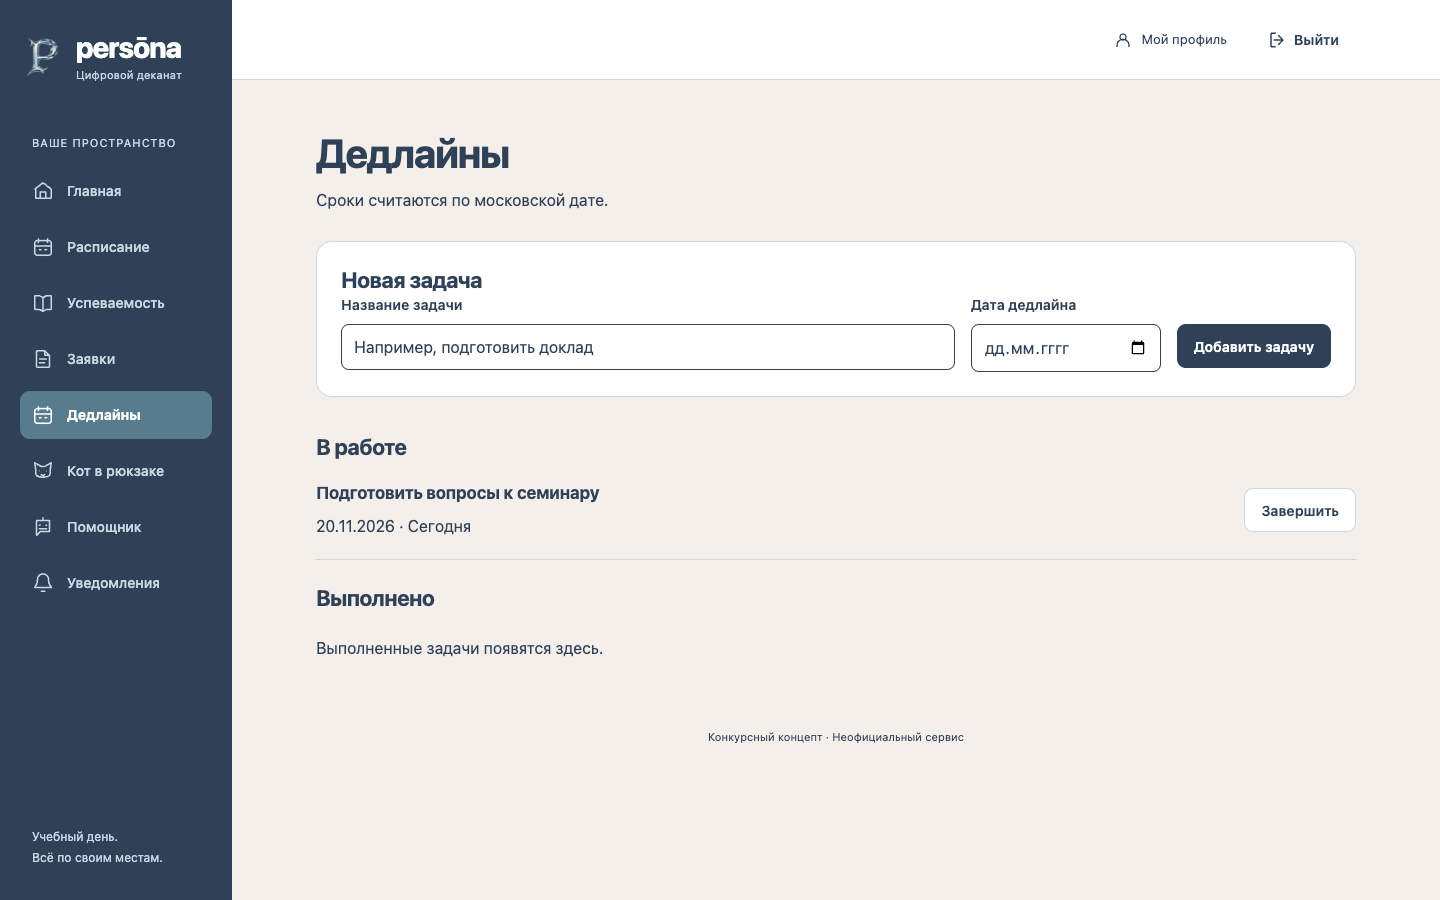 persōna
Цифровой деканат
Мой профиль
Выйти
ВАШЕ ПРОСТРАНСТВО
Главная
Расписание
Успеваемость
Заявки
Дедлайны
Кот в рюкзаке
Помощник
Уведомления
Учебный день.
Всё по своим местам.
Дедлайны
Сроки считаются по московской дате.
Новая задача
Название задачи
Например, подготовить доклад
Дата дедлайна
дд.мм.гггг
Добавить задачу
В работе
Подготовить вопросы к семинару
20.11.2026 · Сегодня
Завершить
Выполнено
Выполненные задачи появятся здесь.
Конкурсный концепт · Неофициальный сервис